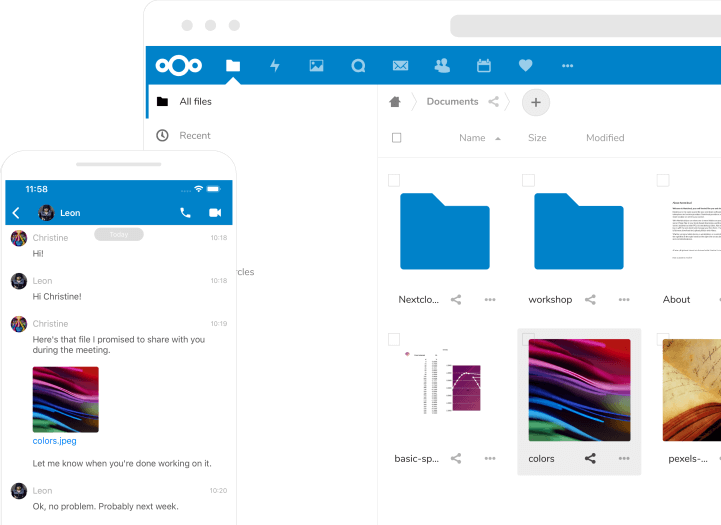 All files
Documents
Recent
Name
Size
Modified
11:58
Leon
Today
Christine
10:18
Hi!
rcles
Leon
10:18
Hi Christine!
Nextclo...
workshop
About
Christine
10:19
Here's that file I promised to share with you
during the meeting.
colors.jpeg
Let me know when you're done working on it.
basic-sp...
colors
pexels-...
Leon
10:20
Ok, no problem. Probably next week.